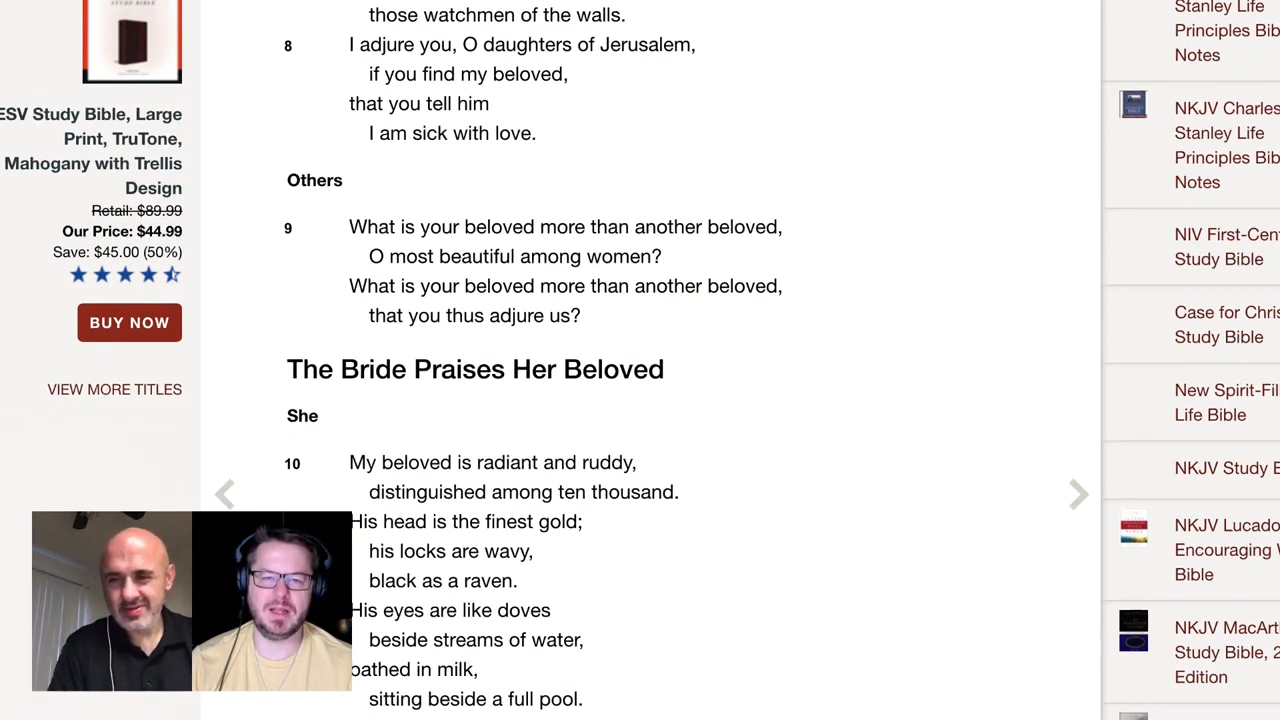 STUDY BIBLE
ESV Study Bible, Large
Print, TruTone,
Mahogany with Trellis
Design
Retail: $89.99
Our Price: $44.99
Save: $45.00 (50%)
BUY NOW
VIEW MORE TITLES
those watchmen of the walls.
8 I adjure you, O daughters of Jerusalem,
if you find my beloved,
that you tell him
I am sick with love.
Others
9 What is your beloved more than another beloved,
O most beautiful among women?
What is your beloved more than another beloved,
that you thus adjure us?
The Bride Praises Her Beloved
She
10 My beloved is radiant and ruddy,
distinguished among ten thousand.
His head is the finest gold;
his locks are wavy,
black as a raven.
His eyes are like doves
beside streams of water,
bathed in milk,
sitting beside a full pool.
Stanley Life
Principles Bib
Notes
NKJV Charles
Stanley Life
Principles Bib
Notes
NIV First-Cent
Study Bible
Case for Chris
Study Bible
New Spirit-Fil
Life Bible
NKJV Study B
NKJV Lucado
Encouraging W
Bible
NKJV MacArt
Study Bible, 2
Edition